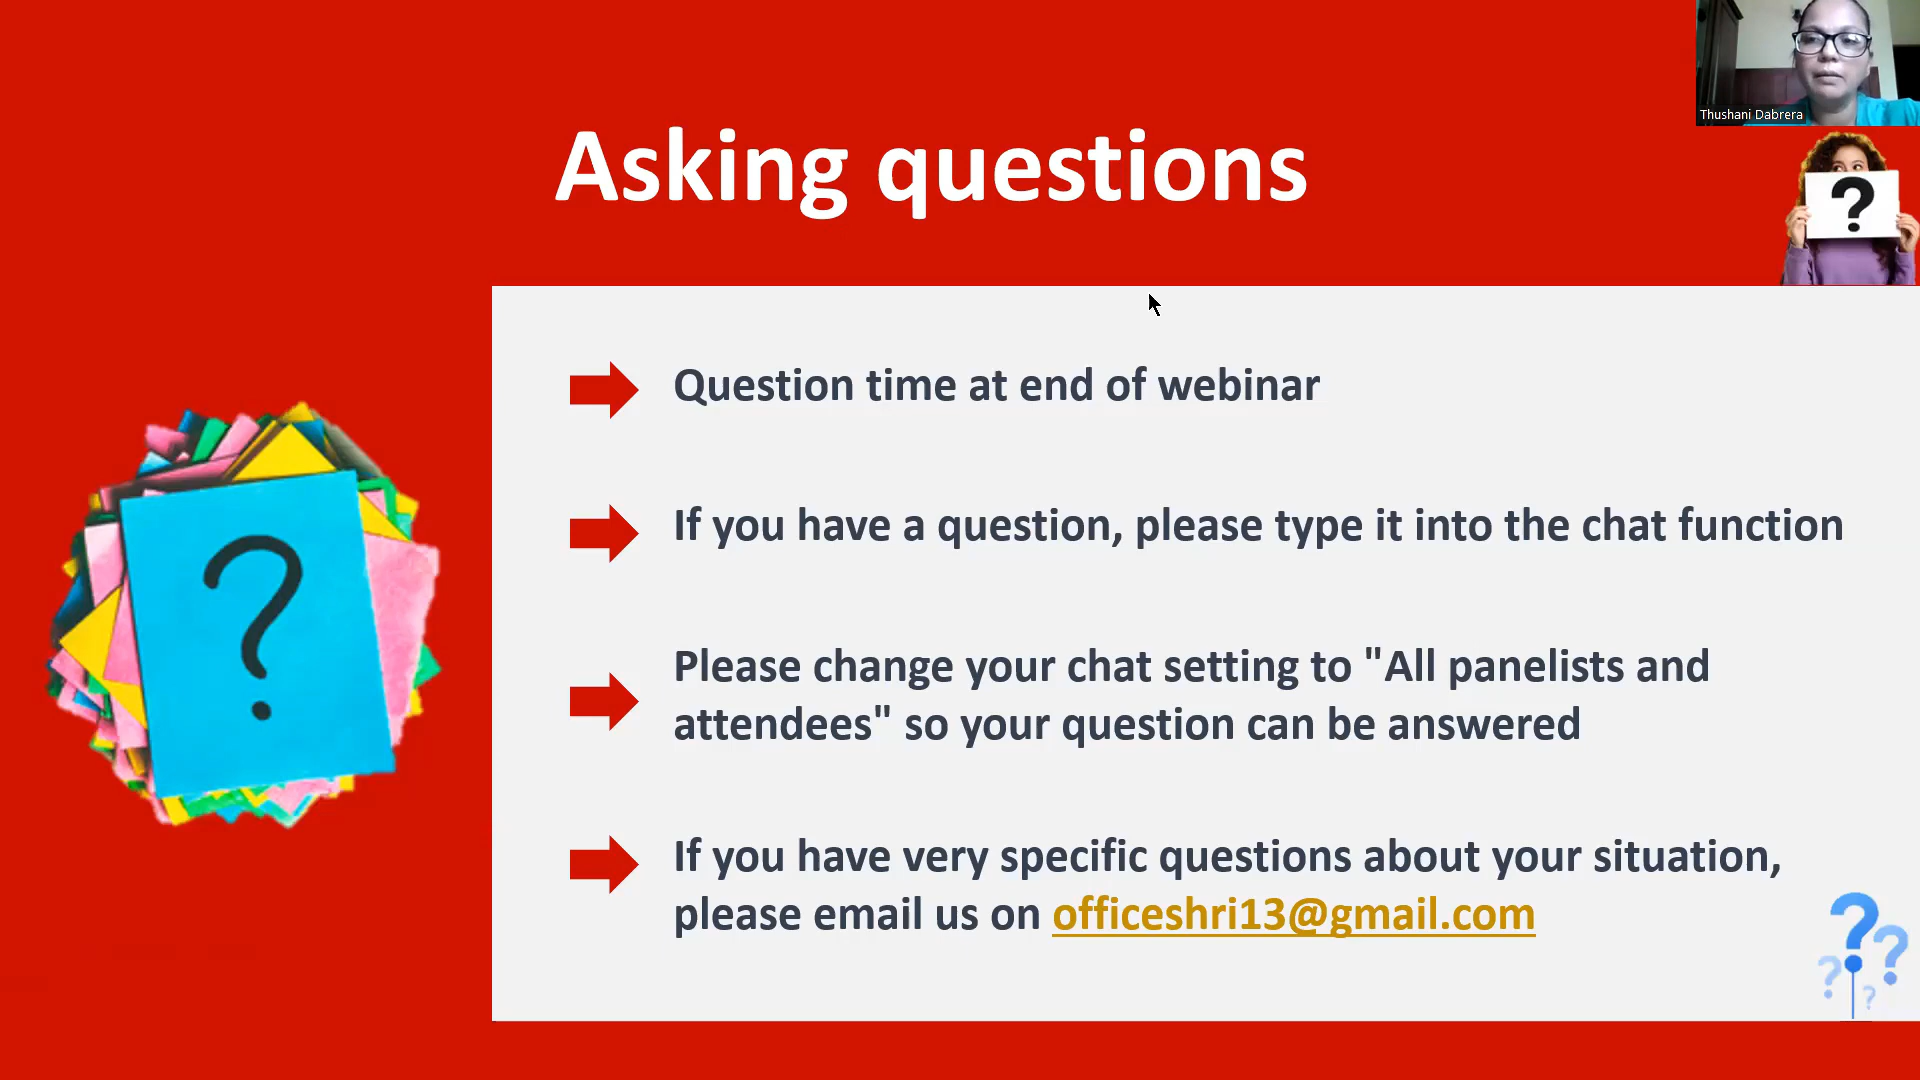 Thushani Dabrera
Asking questions
?
Question time at end of webinar
If you have a question, please type it into the chat function
?
Please change your chat setting to "All panelists and
attendees" so your question can be answered
If you have very specific questions about your situation,
please email us on officeshri13@gmail.com
? ?
? ?